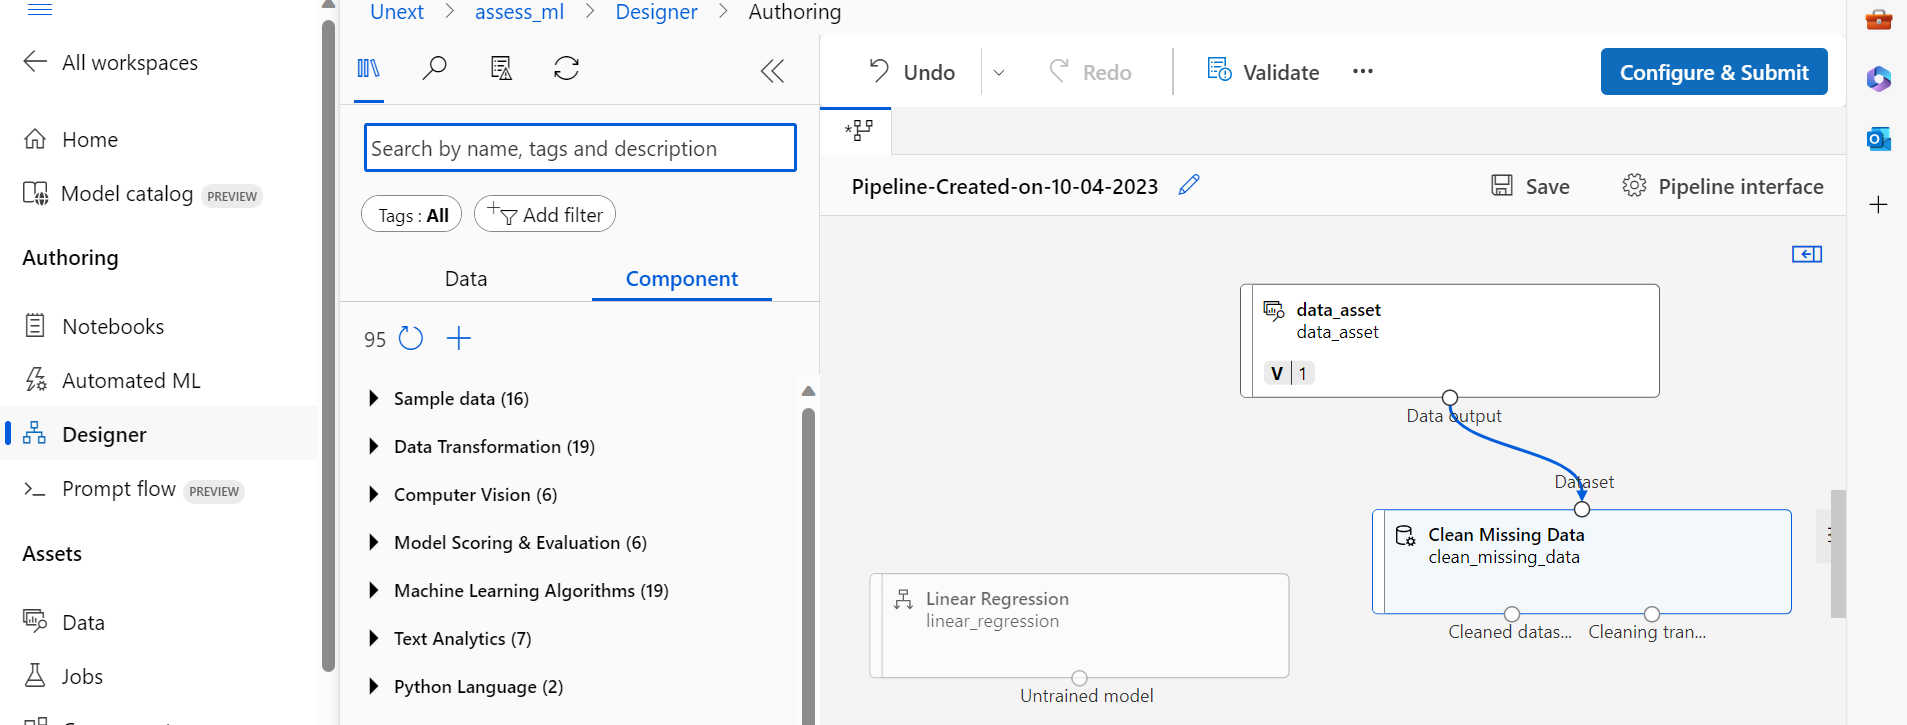 Unext > assess_ml > Designer > Authoring
All workspaces
Home
Model catalog PREVIEW
Authoring
Notebooks
Automated ML
Designer
Prompt flow PREVIEW
Assets
Data
Jobs
Search by name, tags and description
Tags : All
Add filter
Data
Component
95
Sample data (16)
Data Transformation (19)
Computer Vision (6)
Model Scoring & Evaluation (6)
Machine Learning Algorithms (19)
Text Analytics (7)
Python Language (2)
Undo
Redo
Validate
Configure & Submit
Pipeline-Created-on-10-04-2023
Save
Pipeline interface
data_asset
data_asset
V 1
Data output
Dataset
Clean Missing Data
clean_missing_data
Cleaned datas...
Cleaning tran...
Linear Regression
linear_regression
Untrained model